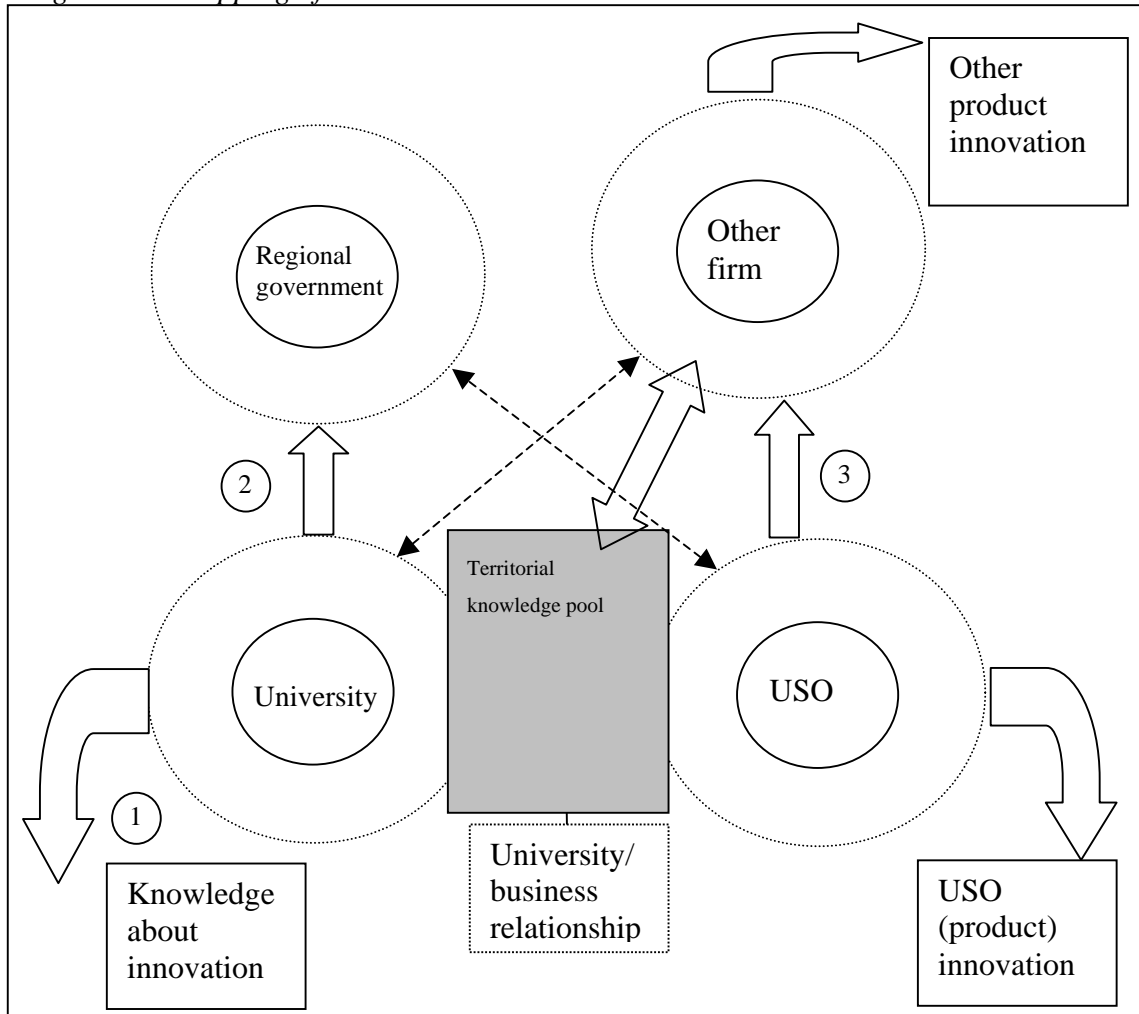 Other
product
innovation
Regional
government
Other
firm
2
3
Territorial
knowledge pool
University
USO
1
University/
business
relationship
Knowledge
about
innovation
USO
(product)
innovation